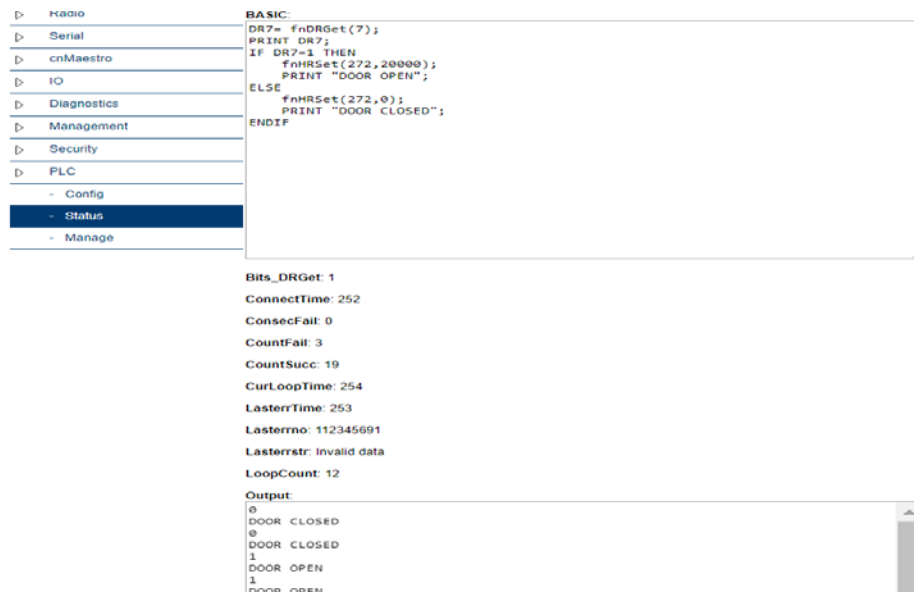 Radio
Serial
cnMaestro
IO
Diagnostics
Management
Security
PLC
- Config
- Status
- Manage
BASIC:
DR7= fnDRGet(7);
PRINT DR7;
IF DR7=1 THEN
    fnHRSet(272,20000);
    PRINT "DOOR OPEN";
ELSE
    fnHRSet(272,0);
    PRINT "DOOR CLOSED";
ENDIF
Bits_DRGet: 1
ConnectTime: 252
ConsecFail: 0
CountFail: 3
CountSucc: 19
CurLoopTime: 254
LasterrTime: 253
Lasterrno: 112345691
Lasterrstr: Invalid data
LoopCount: 12
Output:
0
DOOR CLOSED
0
DOOR CLOSED
1
DOOR OPEN
1
DOOR OPEN